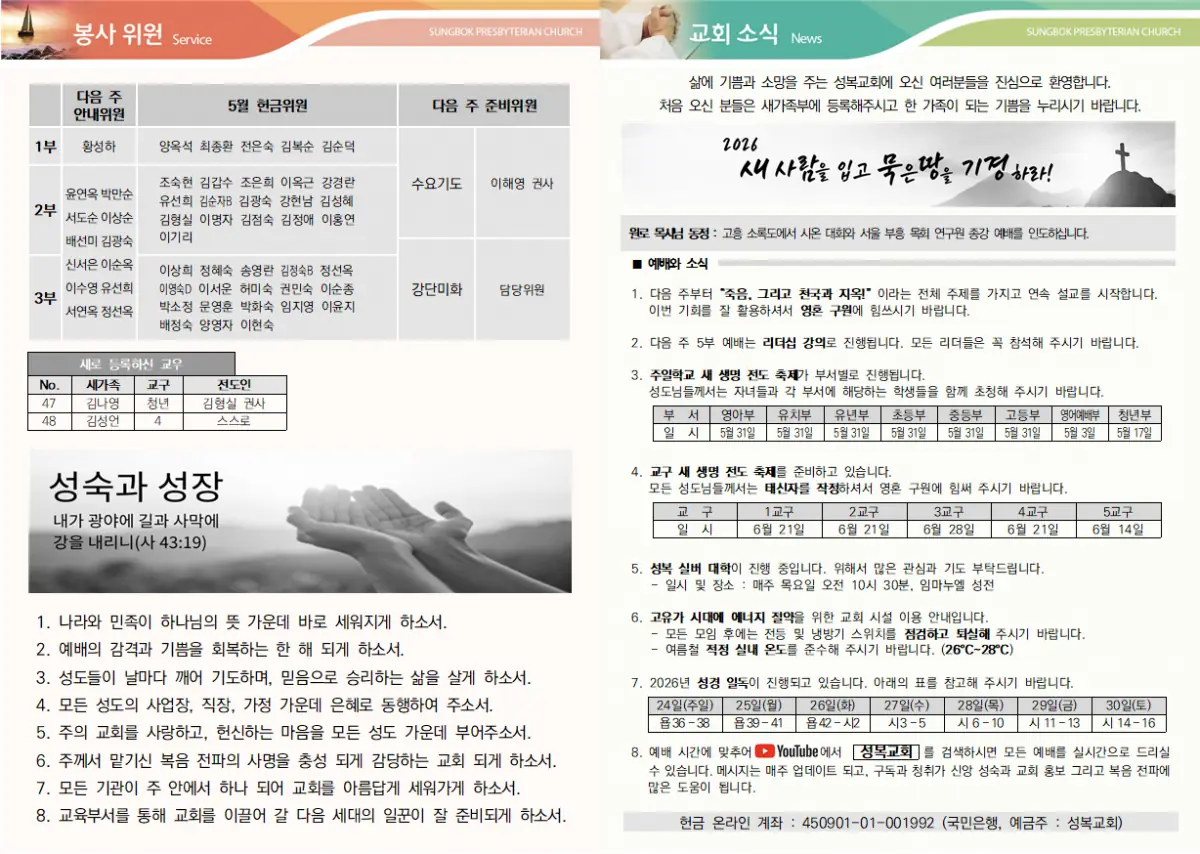 봉사 위원 Service
SUNGBOK PRESBYTERIAN CHURCH
다음 주 안내위원 5월 헌금위원 다음 주 준비위원
1부 황성하 양옥석 최종환 전은숙 김복순 김순덕
2부
윤연옥 박만순
서도순 이상순
배선미 김광숙
조숙현 김갑수 조은희 이옥근 강경란
유선희 김순자B 김광숙 강현남 김성혜
김형실 이명자 김점숙 김정애 이홍연
이기리
3부
신서은 이순옥
이수영 유선희
서연옥 정선옥
이상희 정혜숙 송영란 김정숙B 정선옥
이영숙D 이서운 허미숙 권민숙 이순종
박소정 문영훈 박화숙 임지영 이윤지
배정숙 양영자 이현숙
수요기도 이해영 권사
강단미화 담당위원
새로 등록하신 교우
No. 새가족 교구 전도인
47 김나영 청년 김형실 권사
48 김성언 4 스스로
성숙과 성장
내가 광야에 길과 사막에
강을 내리니(사 43:19)
1. 나라와 민족이 하나님의 뜻 가운데 바로 세워지게 하소서.
2. 예배의 감격과 기쁨을 회복하는 한 해 되게 하소서.
3. 성도들이 날마다 깨어 기도하며, 믿음으로 승리하는 삶을 살게 하소서.
4. 모든 성도의 사업장, 직장, 가정 가운데 은혜로 동행하여 주소서.
5. 주의 교회를 사랑하고, 헌신하는 마음을 모든 성도 가운데 부어주소서.
6. 주께서 맡기신 복음 전파의 사명을 충성 되게 감당하는 교회 되게 하소서.
7. 모든 기관이 주 안에서 하나 되어 교회를 아름답게 세워가게 하소서.
8. 교육부서를 통해 교회를 이끌어 갈 다음 세대의 일꾼이 잘 준비되게 하소서.
교회 소식 News
SUNGBOK PRESBYTERIAN CHURCH
삶에 기쁨과 소망을 주는 성복교회에 오신 여러분들을 진심으로 환영합니다.
처음 오신 분들은 새가족부에 등록해주시고 한 가족이 되는 기쁨을 누리시기 바랍니다.
2026
새 사람을 입고 묵은땅을 기경하라!
원로 목사님 동정 : 고흥 소록도에서 시온 대회와 서울 부흥 목회 연구원 종강 예배를 인도하십니다.
■ 예배와 소식
1. 다음 주부터 "죽음, 그리고 천국과 지옥!" 이라는 전체 주제를 가지고 연속 설교를 시작합니다.
이번 기회를 잘 활용하셔서 영혼 구원에 힘쓰시기 바랍니다.
2. 다음 주 5부 예배는 리더십 강의로 진행됩니다. 모든 리더들은 꼭 참석해 주시기 바랍니다.
3. 주일학교 새 생명 전도 축제가 부서별로 진행됩니다.
성도님들께서는 자녀들과 각 부서에 해당하는 학생들을 함께 초청해 주시기 바랍니다.
부 서 영아부 유치부 유년부 초등부 중등부 고등부 영어예배부 청년부
일 시 5월 31일 5월 31일 5월 31일 5월 31일 5월 31일 5월 31일 5월 3일 5월 17일
4. 교구 새 생명 전도 축제를 준비하고 있습니다.
모든 성도님들께서는 태신자를 작정하셔서 영혼 구원에 힘써 주시기 바랍니다.
교 구 1교구 2교구 3교구 4교구 5교구
일 시 6월 21일 6월 21일 6월 28일 6월 21일 6월 14일
5. 성복 실버 대학이 진행 중입니다. 위해서 많은 관심과 기도 부탁드립니다.
- 일시 및 장소 : 매주 목요일 오전 10시 30분, 임마누엘 성전
6. 고유가 시대에 에너지 절약을 위한 교회 시설 이용 안내입니다.
- 모든 모임 후에는 전등 및 냉방기 스위치를 점검하고 퇴실해 주시기 바랍니다.
- 여름철 적정 실내 온도를 준수해 주시기 바랍니다. (26℃~28℃)
7. 2026년 성경 일독이 진행되고 있습니다. 아래의 표를 참고해 주시기 바랍니다.
24일(주일) 25일(월) 26일(화) 27일(수) 28일(목) 29일(금) 30일(토)
욥36-38 욥39-41 욥42-시2 시3-5 시 6-10 시 11-13 시 14-16
8. 예배 시간에 맞추어 YouTube에서 성복교회 를 검색하시면 모든 예배를 실시간으로 드리실
수 있습니다. 메시지는 매주 업데이트 되고, 구독과 청취가 신앙 성숙과 교회 홍보 그리고 복음 전파에
많은 도움이 됩니다.
헌금 온라인 계좌 : 450901-01-001992 (국민은행, 예금주 : 성복교회)